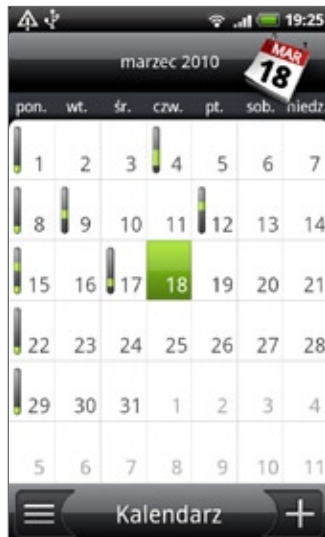 19:25
marzec 2010
MAR
18
pon. wt. śr. czw. pt. sob. niedz.
1 2 3 4 5 6 7
8 9 10 11 12 13 14
15 16 17 18 19 20 21
22 23 24 25 26 27 28
29 30 31 1 2 3 4
5 6 7 8 9 10 11
Kalendarz